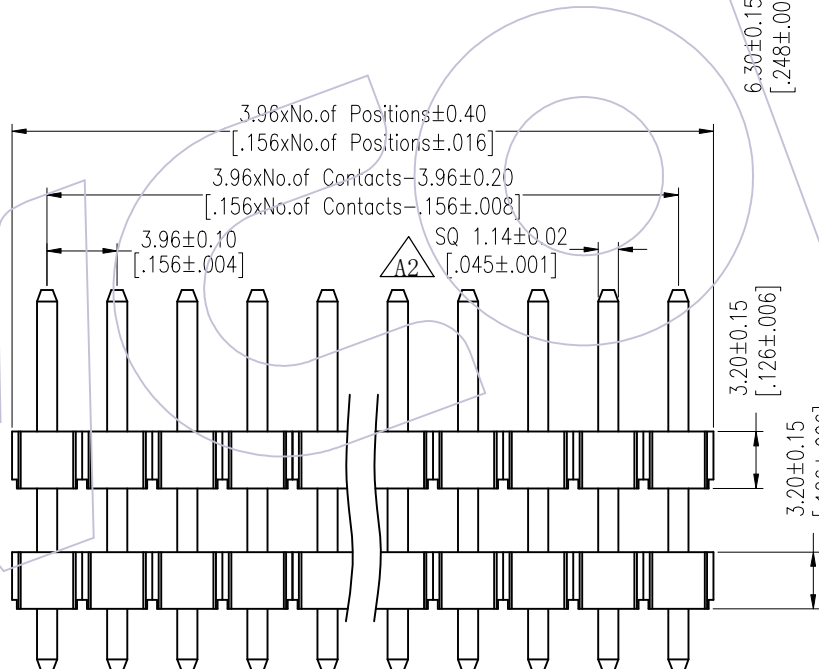 6.30±0.15
3.96xNo.of Positions±0.40
[.156xNo.of Positions±.016]
3.96xNo.of Contacts-3.96±0.20
[.156xNo.of Contacts-.156±.008]
3.96±0.10
[.156±.004]
A2
SQ 1.14±0.02
[.045±.001]
3.20±0.15
[.126±.006]
3.20±0.15